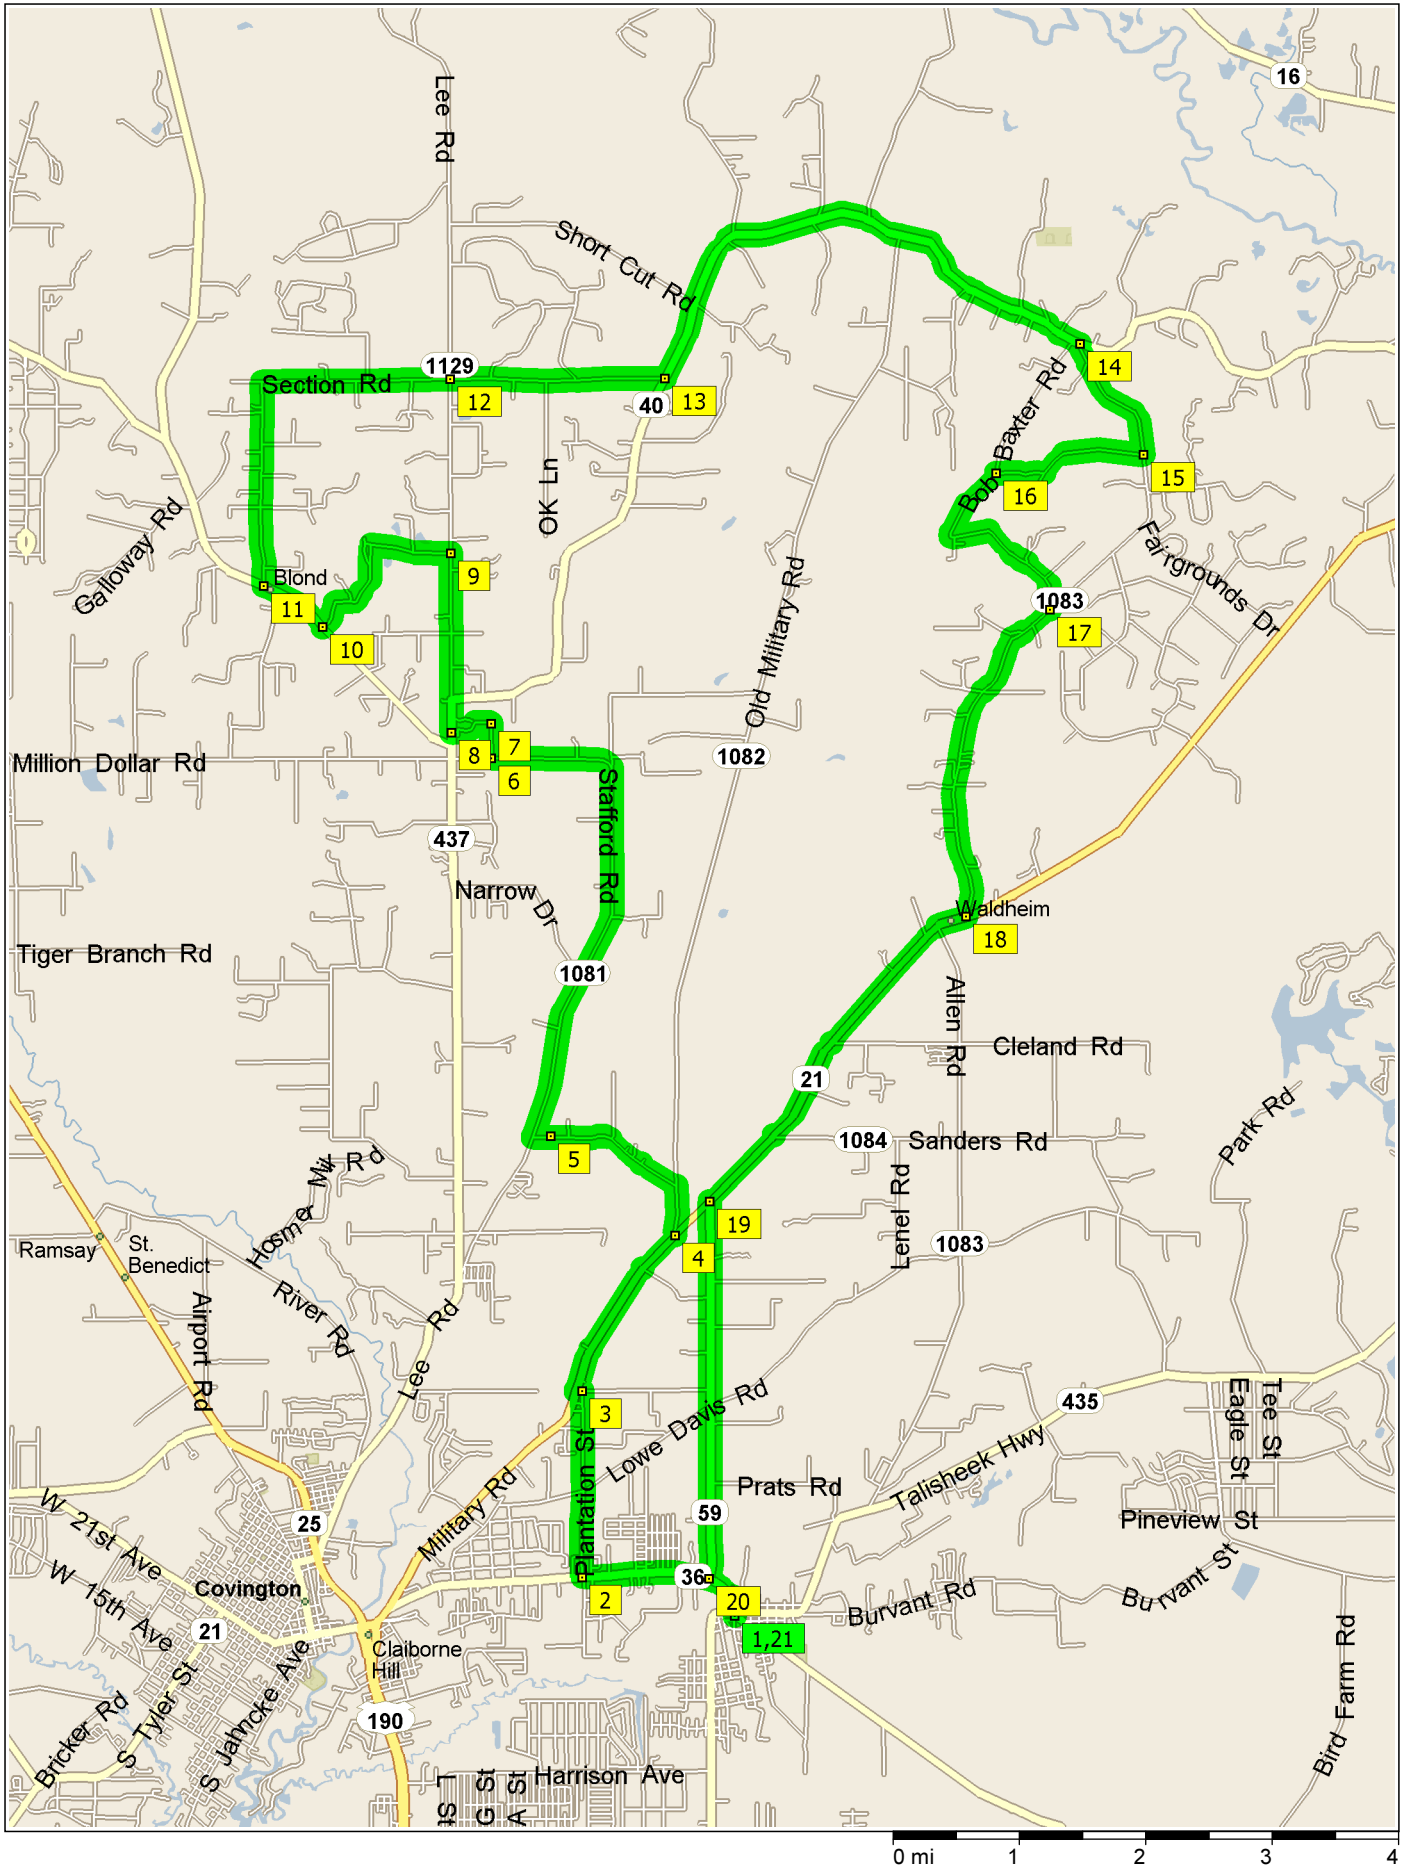 16
Lee Rd
Short Cut Rd
1129
14
Section Rd
12
40
13
Bob Baxter Rd
15
16
OK Ln
Galloway Rd
Fairgrounds Dr
9
Blond
11
1083
17
10
Old Military Rd
7
8
1082
Million Dollar Rd
6
Stafford Rd
437
Narrow Dr
Waldheim
18
Tiger Branch Rd
1081
Allen Rd
Cleland Rd
21
Park Rd
1084
Sanders Rd
5
Mill Rd
Lenel Rd
Hosmer
19
Ramsay
St.
Benedict
4
1083
Airport Rd
River Rd
Lee Rd
Tee St
Eagle St
435
3
Lowe Davis Rd
Plantation St
Talisheek Hwy
Prats Rd
Military Rd
59
Pineview St
W 21st Ave
25
W 15th Ave
Covington
36
2
20
Burvant Rd
Burvant St
21
1,21
Claiborne
Hill
Bird Farm Rd
S Tyler St
S Jahncke Ave
Bricker Rd
190
L St
G St
A St
Harrison Ave
0 mi 1 2 3 4